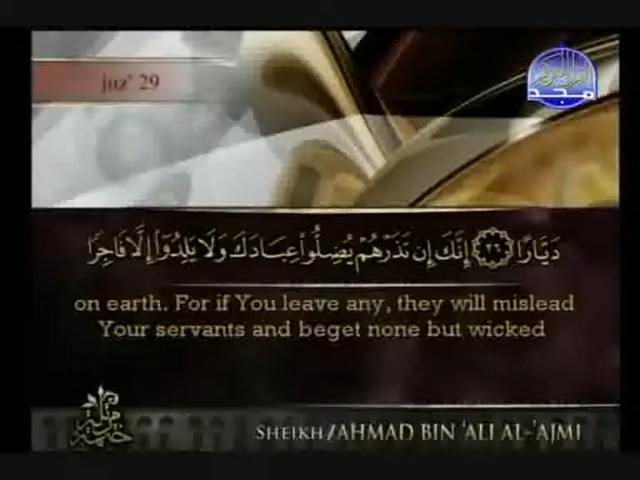 juz' 29
مجد
دَيَّارًا ٢٦ إِنَّكَ إِن تَذَرْهُمْ يُضِلُّوا۟ عِبَادَكَ وَلَا يَلِدُوٓا۟ إِلَّا فَاجِرًا
on earth. For if You leave any, they will mislead
Your servants and beget none but wicked
SHEIKH/AHMAD BIN 'ALI AL-'AJMI